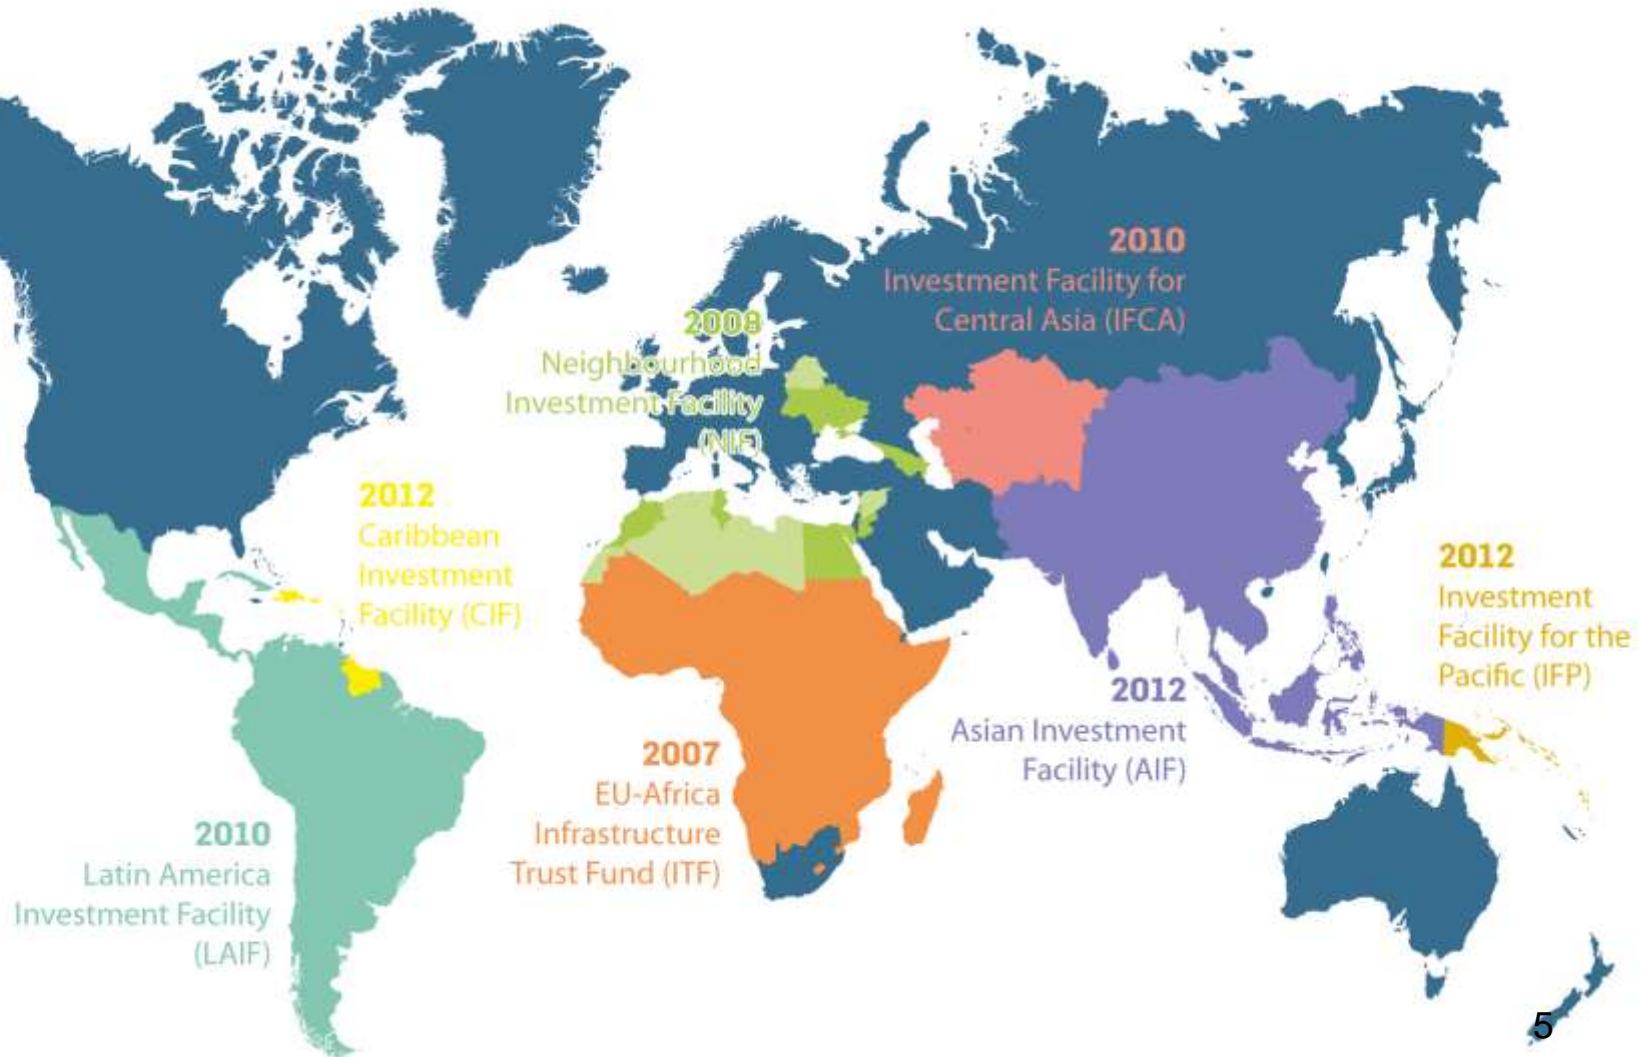 2010
Investment Facility for
Central Asia (IFCA)
2008
Neighbourhood
Investment Facility
(NIF)
2012
Caribbean
Investment
Facility (CIF)
2012
Investment
Facility for the
Pacific (IFP)
2012
Asian Investment
Facility (AIF)
2007
EU-Africa
Infrastructure
Trust Fund (ITF)
2010
Latin America
Investment Facility
(LAIF)
5